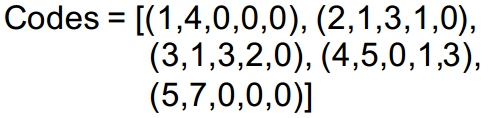 Codes = [(1,4,0,0,0), (2,1,3,1,0),
(3,1,3,2,0), (4,5,0,1,3),
(5,7,0,0,0)]